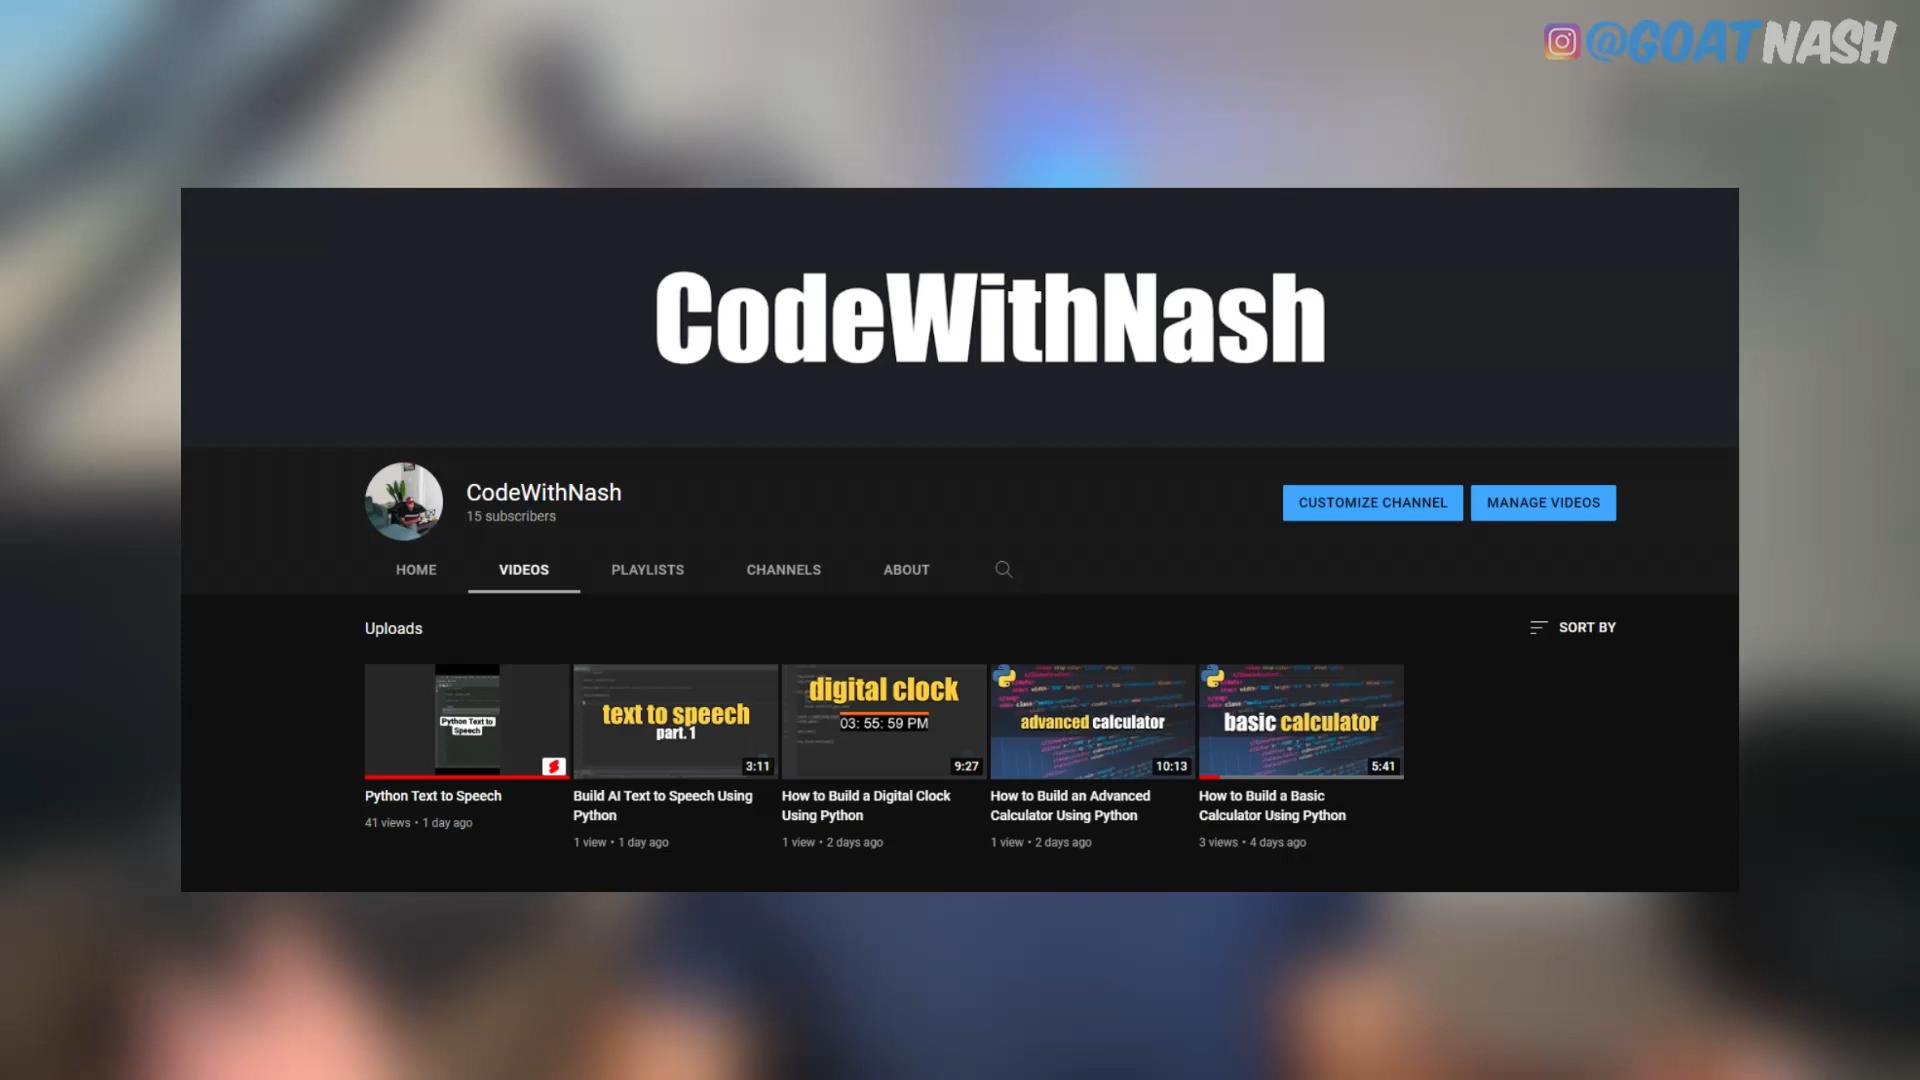 @GOATNASH
CodeWithNash
CodeWithNash
15 subscribers
CUSTOMIZE CHANNEL
MANAGE VIDEOS
HOME
VIDEOS
PLAYLISTS
CHANNELS
ABOUT
Uploads
SORT BY
Python Text to
Speech
text to speech
part. 1
3:11
digital clock
03: 55: 59 PM
9:27
advanced calculator
10:13
basic calculator
5:41
Python Text to Speech
41 views • 1 day ago
Build AI Text to Speech Using
Python
1 view • 1 day ago
How to Build a Digital Clock
Using Python
1 view • 2 days ago
How to Build an Advanced
Calculator Using Python
1 view • 2 days ago
How to Build a Basic
Calculator Using Python
3 views • 4 days ago